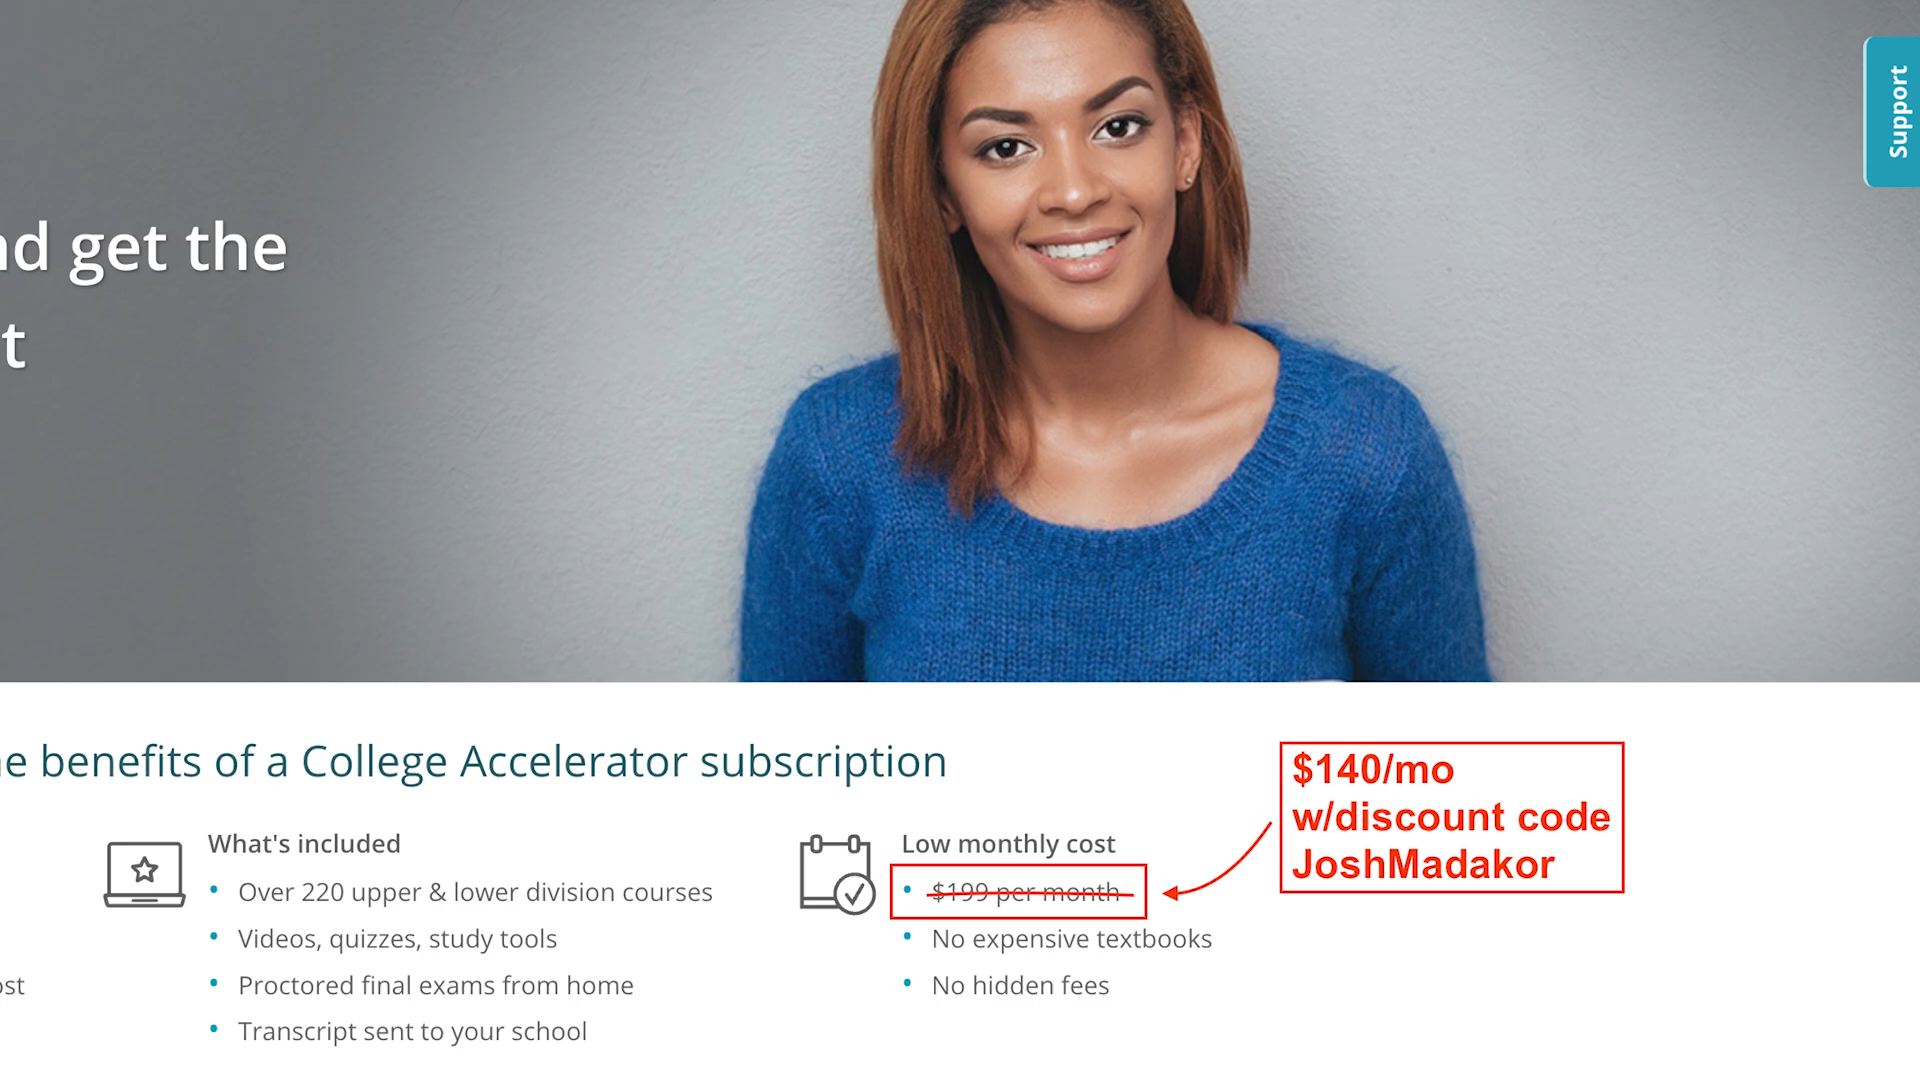 Support
nd get the
t
e benefits of a College Accelerator subscription
$140/mo
w/discount code
JoshMadakor
What's included
Over 220 upper & lower division courses
Videos, quizzes, study tools
Proctored final exams from home
Transcript sent to your school
Low monthly cost
$199 per month
No expensive textbooks
No hidden fees
ost